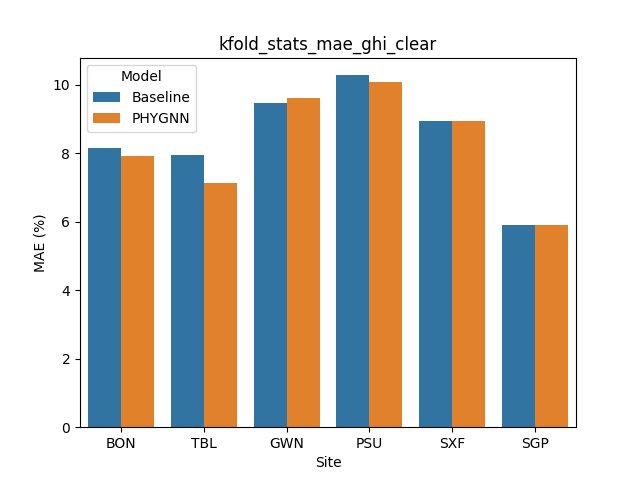 kfold_stats_mae_ghi_clear
Model
Baseline
PHYGNN
MAE (%)
10
8
6
4
2
0
BON TBL GWN PSU SXF SGP
Site